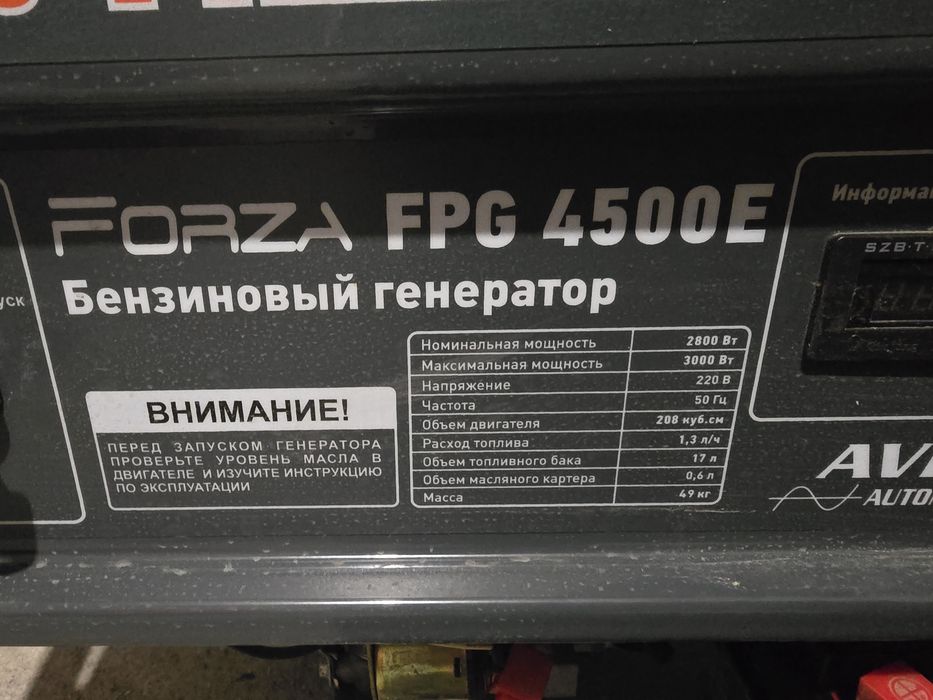 FORZA FPG 4500E
Бензиновый генератор
Номинальная мощность 2800 Вт
Максимальная мощность 3000 Вт
Напряжение 220 В
Частота 50 Гц
Объем двигателя 208 куб.см
Расход топлива 1,3 л/ч
Объем топливного бака 17 л
Объем масляного картера 0,6 л
Масса 49 кг
ВНИМАНИЕ!
ПЕРЕД ЗАПУСКОМ ГЕНЕРАТОРА
ПРОВЕРЬТЕ УРОВЕНЬ МАСЛА В
ДВИГАТЕЛЕ И ИЗУЧИТЕ ИНСТРУКЦИЮ
ПО ЭКСПЛУАТАЦИИ
SZB-T-